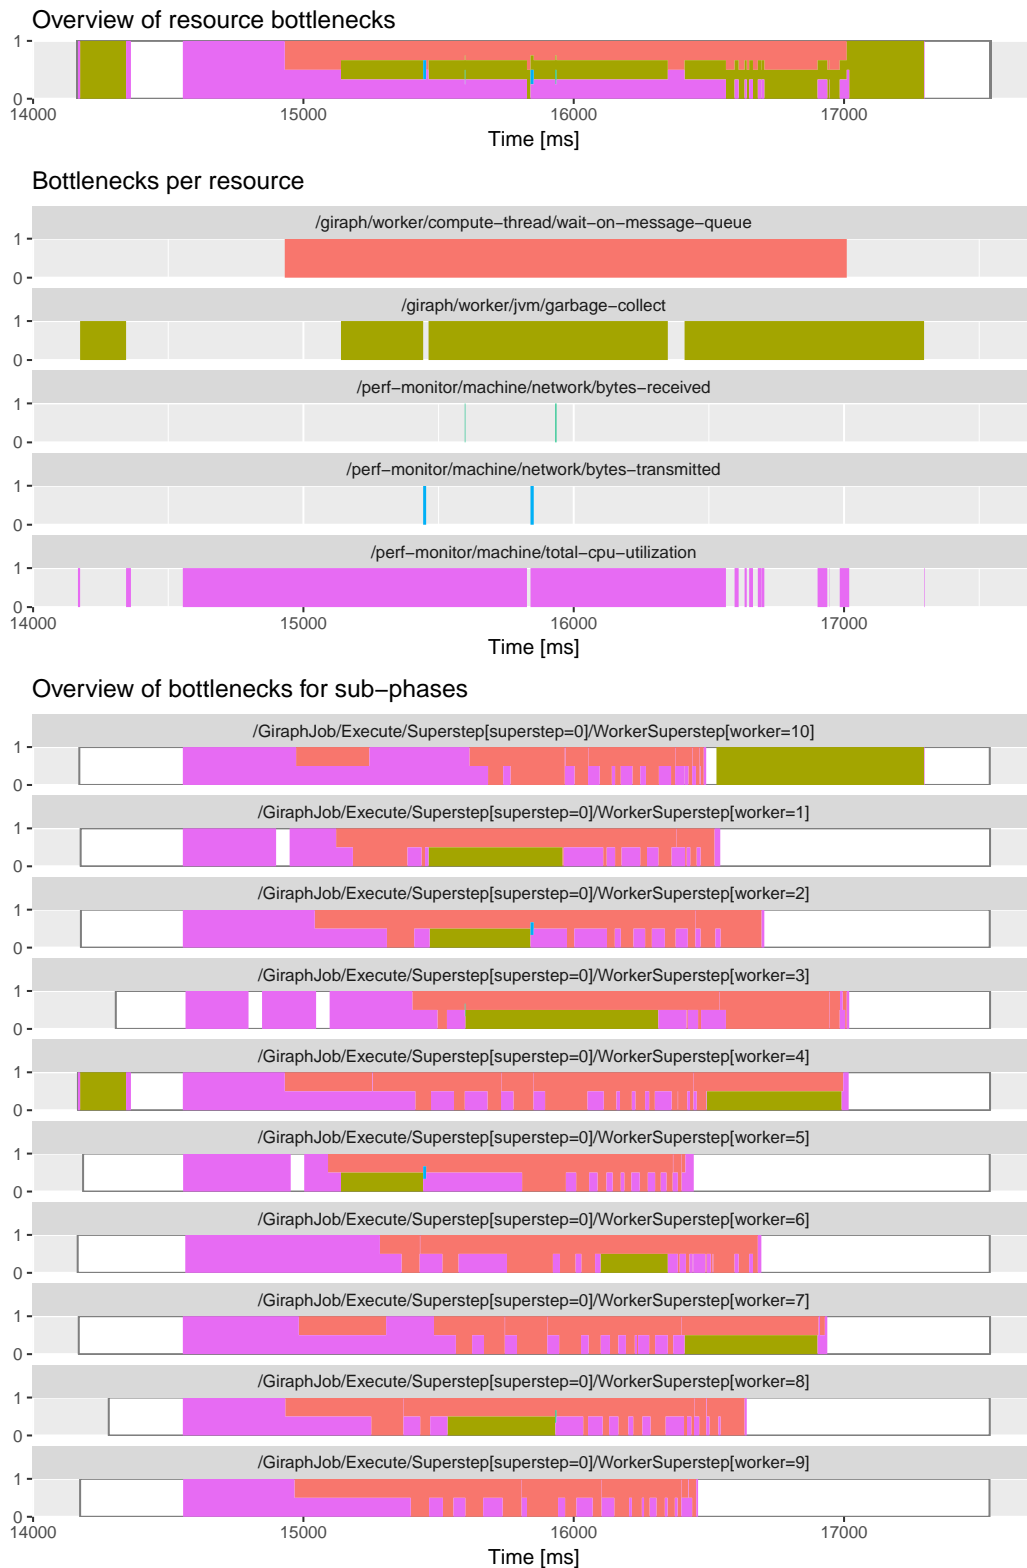 Overview of resource bottlenecks
1
0
14000 15000 16000 17000
Time [ms]
Bottlenecks per resource
/giraph/worker/compute−thread/wait−on−message−queue
1
0
/giraph/worker/jvm/garbage−collect
1
0
/perf−monitor/machine/network/bytes−received
1
0
/perf−monitor/machine/network/bytes−transmitted
1
0
/perf−monitor/machine/total−cpu−utilization
1
0
14000 15000 16000 17000
Time [ms]
Overview of bottlenecks for sub−phases
/GiraphJob/Execute/Superstep[superstep=0]/WorkerSuperstep[worker=10]
1
0
/GiraphJob/Execute/Superstep[superstep=0]/WorkerSuperstep[worker=1]
1
0
/GiraphJob/Execute/Superstep[superstep=0]/WorkerSuperstep[worker=2]
1
0
/GiraphJob/Execute/Superstep[superstep=0]/WorkerSuperstep[worker=3]
1
0
/GiraphJob/Execute/Superstep[superstep=0]/WorkerSuperstep[worker=4]
1
0
/GiraphJob/Execute/Superstep[superstep=0]/WorkerSuperstep[worker=5]
1
0
/GiraphJob/Execute/Superstep[superstep=0]/WorkerSuperstep[worker=6]
1
0
/GiraphJob/Execute/Superstep[superstep=0]/WorkerSuperstep[worker=7]
1
0
/GiraphJob/Execute/Superstep[superstep=0]/WorkerSuperstep[worker=8]
1
0
/GiraphJob/Execute/Superstep[superstep=0]/WorkerSuperstep[worker=9]
1
0
14000 15000 16000 17000
Time [ms]